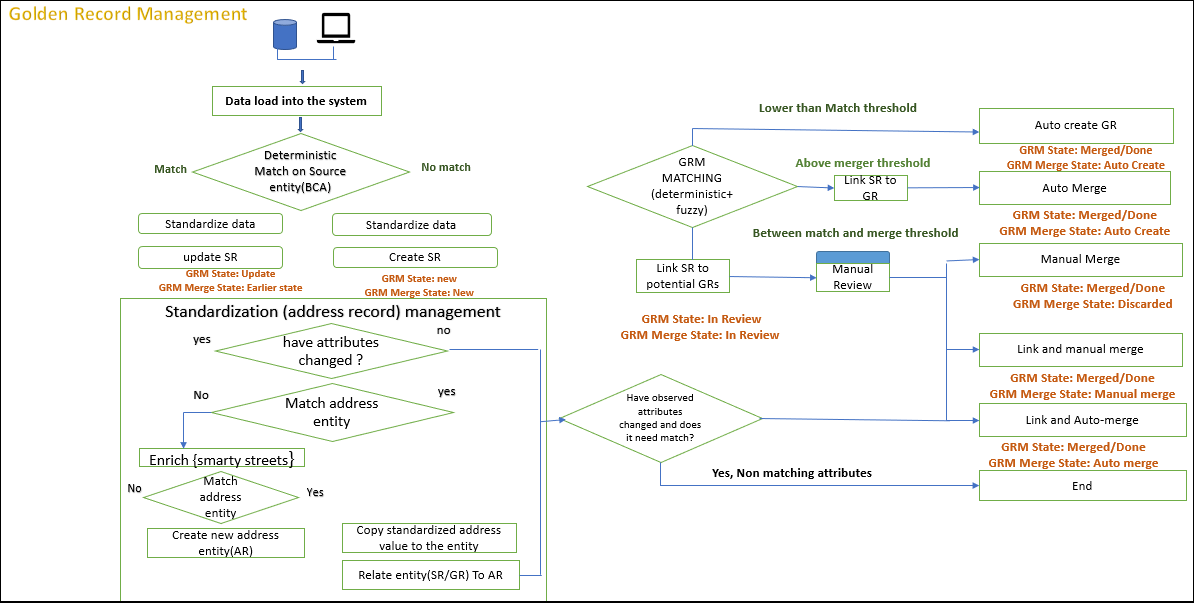 Golden Record Management
Data load into the system
Deterministic
Match on Source
entity(BCA)
Match
No match
Standardize data
Standardize data
update SR
Create SR
GRM State: Update
GRM Merge State: Earlier state
GRM State: new
GRM Merge State: New
Standardization (address record) management
yes
no
have attributes
changed ?
No
yes
Match address
entity
Enrich {smarty streets}
No
Yes
Match
address
entity
Create new address
entity(AR)
Copy standardized address
value to the entity
Relate entity(SR/GR) To AR
Lower than Match threshold
GRM
MATCHING
(deterministic+
fuzzy)
Above merger threshold
Link SR to
GR
Between match and merge threshold
Link SR to
potential GRs
Manual
Review
GRM State: In Review
GRM Merge State: In Review
Have observed
attributes
changed and does
it need match?
Yes, Non matching attributes
Auto create GR
GRM State: Merged/Done
GRM Merge State: Auto Create
Auto Merge
GRM State: Merged/Done
GRM Merge State: Auto Create
Manual Merge
GRM State: Merged/Done
GRM Merge State: Discarded
Link and manual merge
GRM State: Merged/Done
GRM Merge State: Manual merge
Link and Auto-merge
GRM State: Merged/Done
GRM Merge State: Auto merge
End